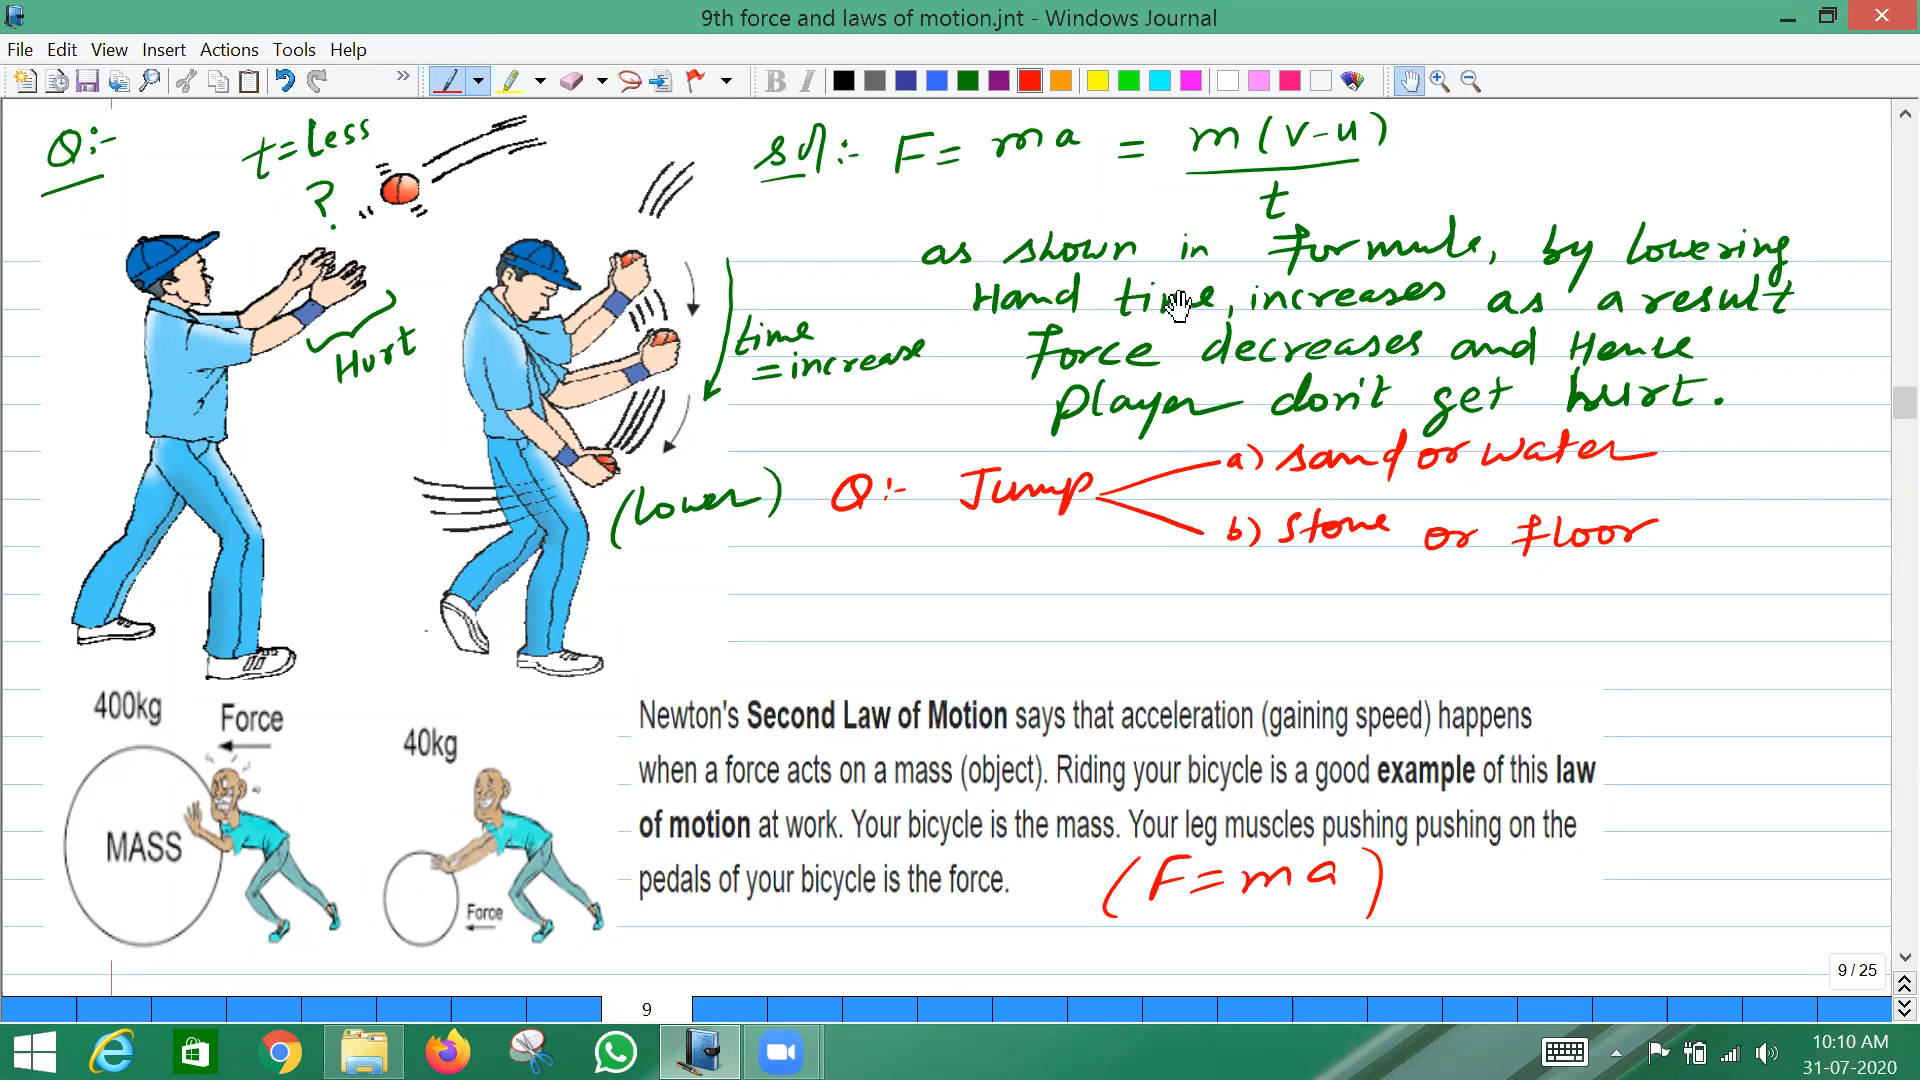 9th force and laws of motion.jnt - Windows Journal
File Edit View Insert Actions Tools Help
Q:-
t = less
?
Hurt
time
= increase
(lower)
sol:- F = ma = m(v-u)
t
as shown in formula, by lowering
Hand time, increases as a result
force decreases and Hence
player don't get hurt.
Q:- Jump
a) sand or water
b) stone or floor
400kg
Force
MASS
40kg
Force
Newton's Second Law of Motion says that acceleration (gaining speed) happens
when a force acts on a mass (object). Riding your bicycle is a good example of this law
of motion at work. Your bicycle is the mass. Your leg muscles pushing pushing on the
pedals of your bicycle is the force.
(F = ma)
9 / 25
9
10:10 AM
31-07-2020